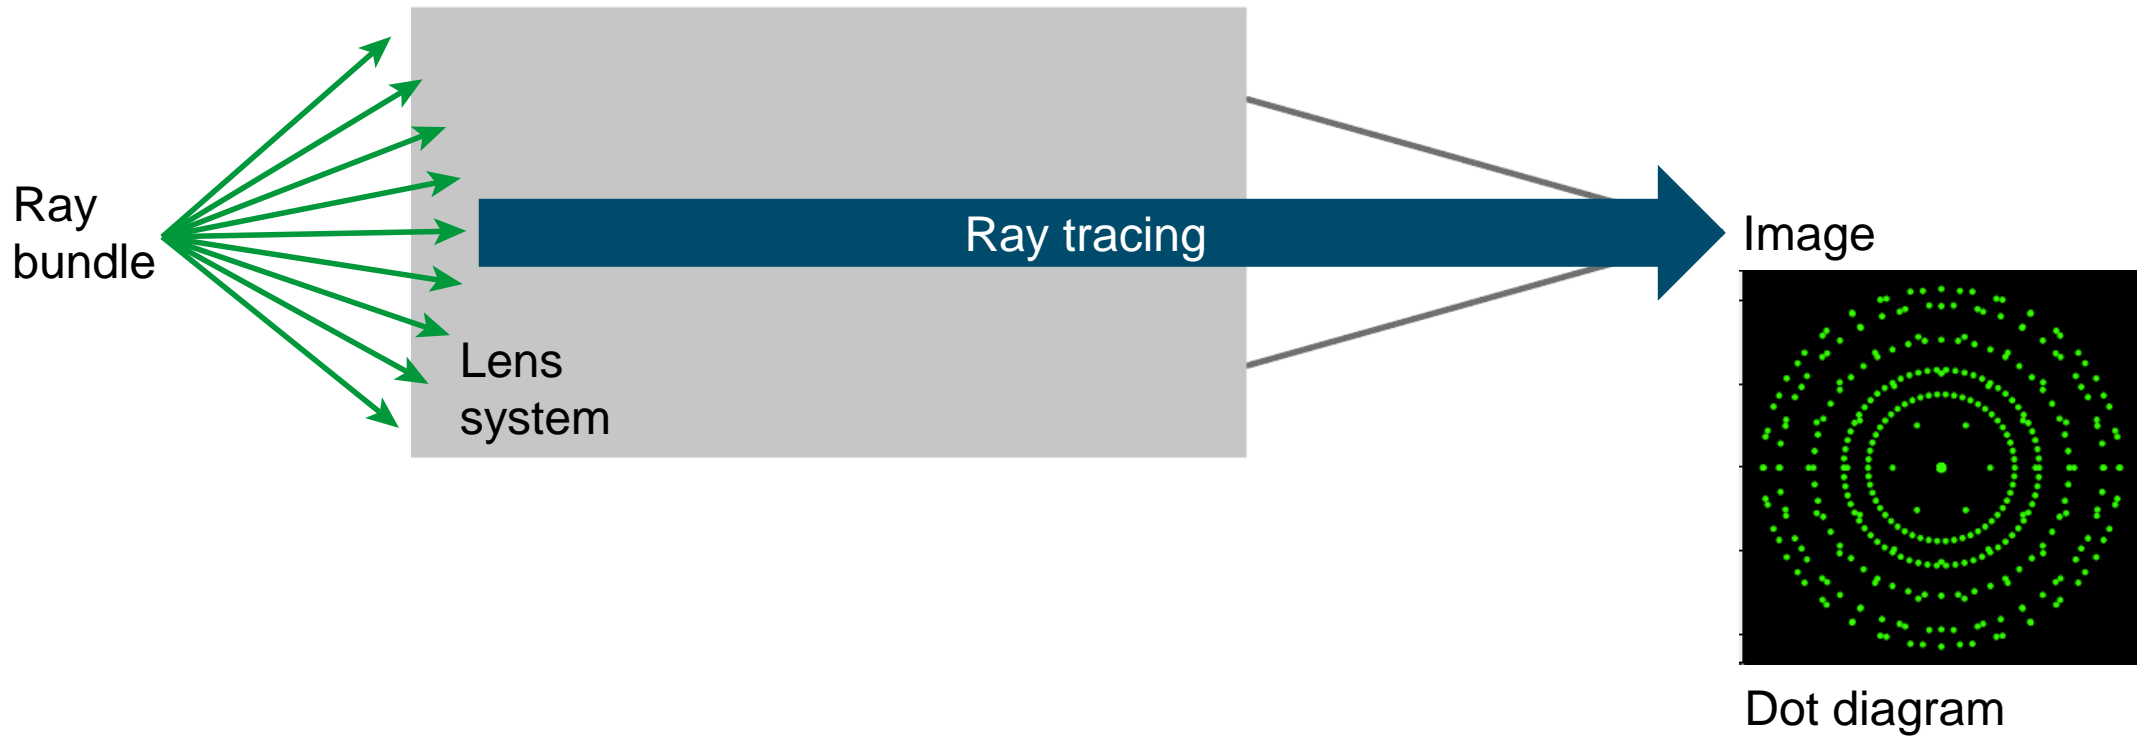 Ray
bundle
Lens
system
Ray tracing
Image
Dot diagram